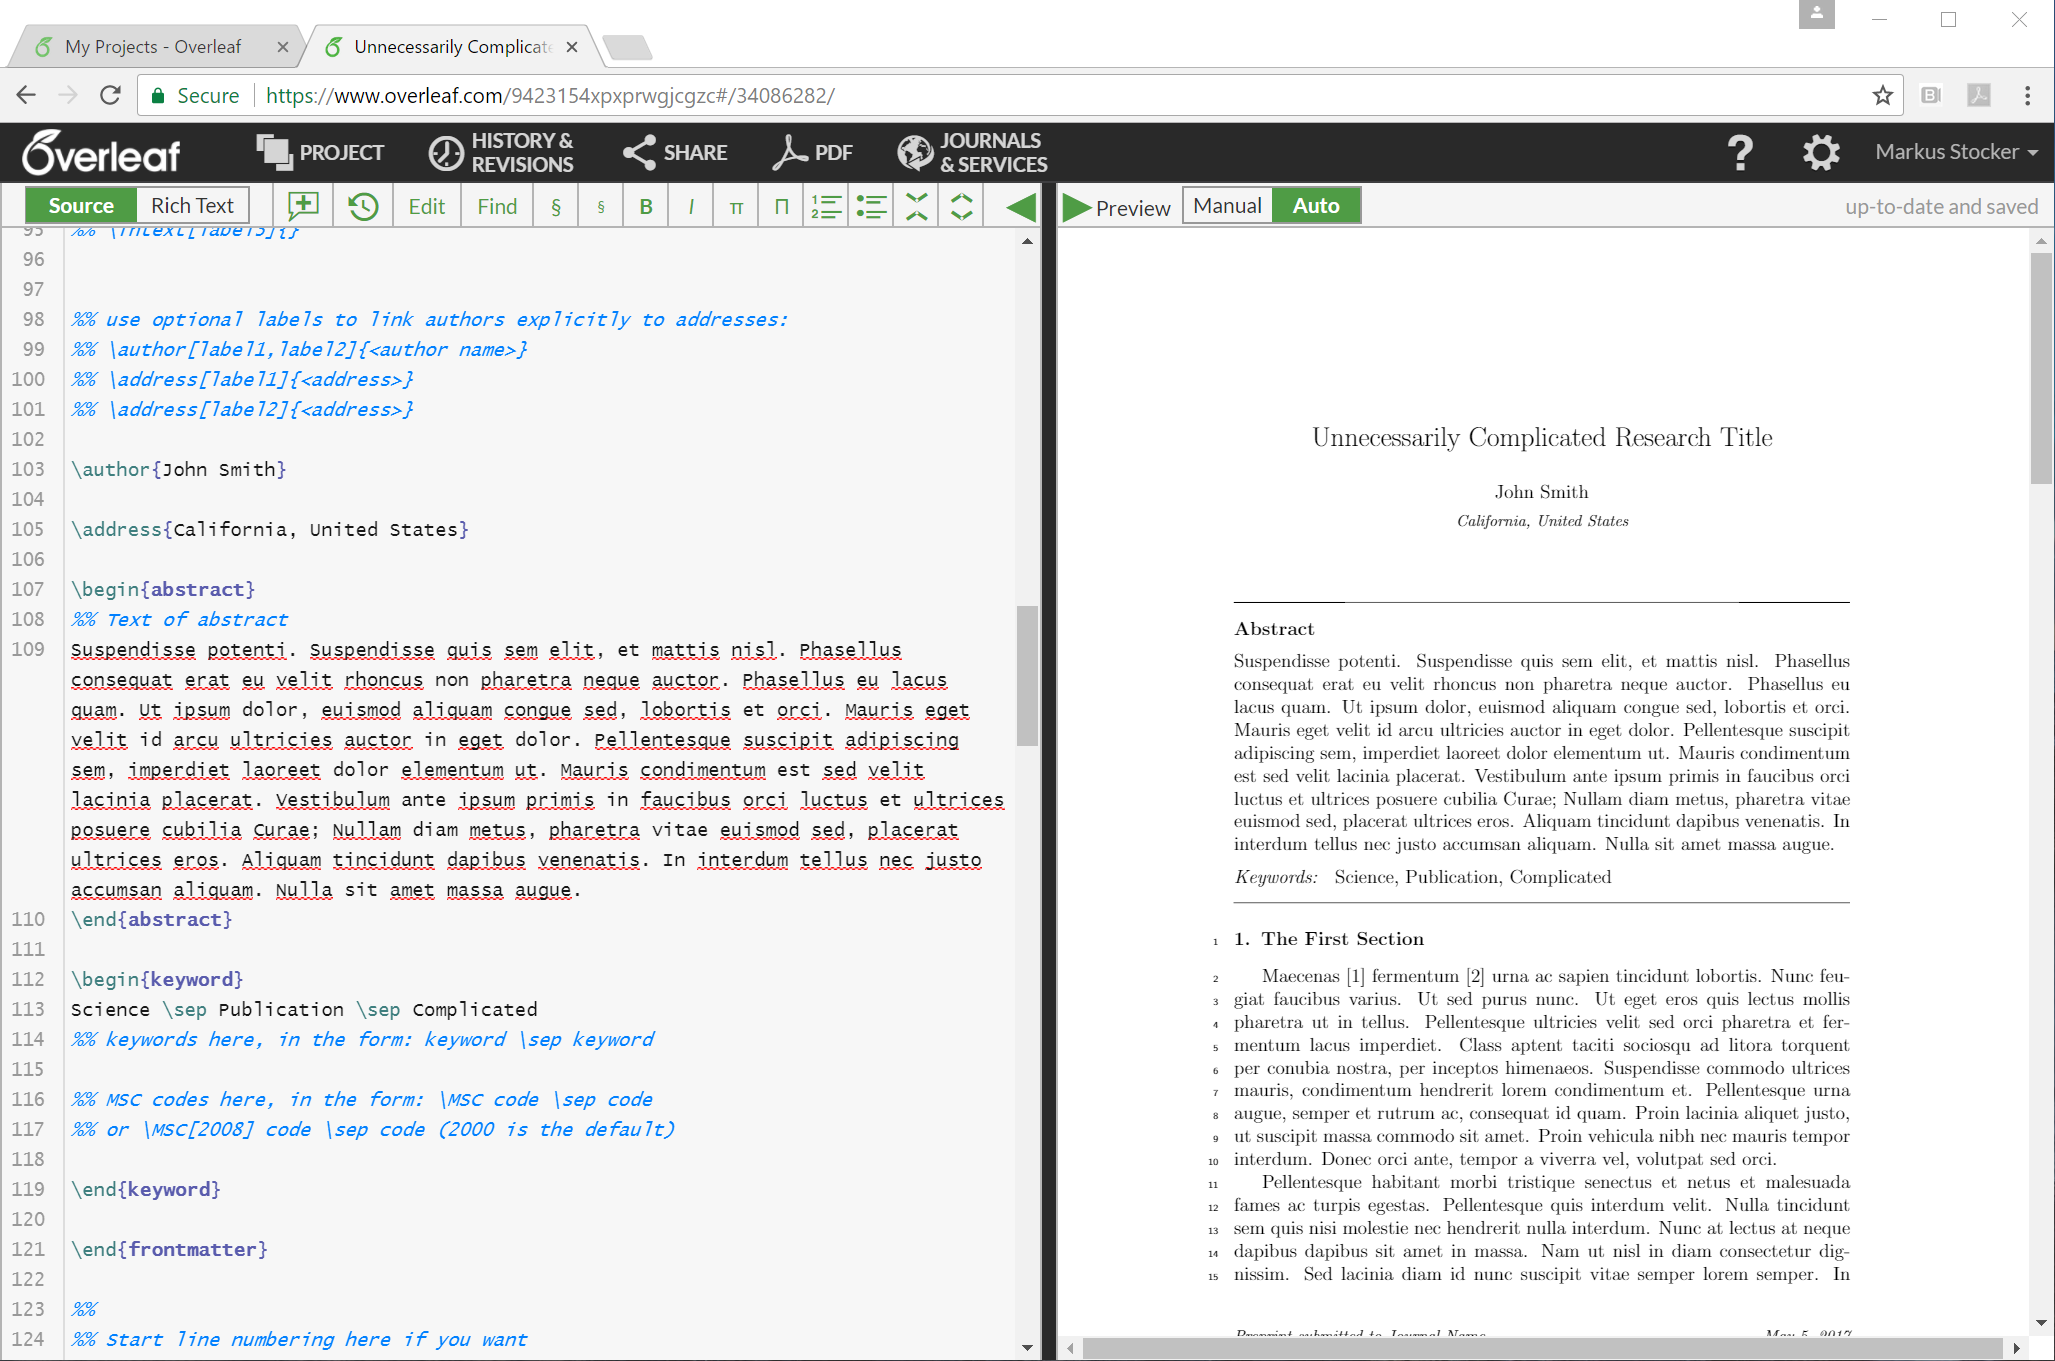 My Projects - Overleaf
Unnecessarily Complicate
Secure
https://www.overleaf.com/9423154xpxprwgjcgzc#/34086282/
Overleaf
PROJECT
HISTORY & REVISIONS
SHARE
PDF
JOURNALS & SERVICES
?
Markus Stocker
Source
Rich Text
Edit
Find
§
§
B
I
π
Π
Preview
Manual
Auto
up-to-date and saved
95 %% \intext[label3]{}
96
97
98 %% use optional labels to link authors explicitly to addresses:
99 %% \author[label1,label2]{<author name>}
100 %% \address[label1]{<address>}
101 %% \address[label2]{<address>}
102
103 \author{John Smith}
104
105 \address{California, United States}
106
107 \begin{abstract}
108 %% Text of abstract
109 Suspendisse potenti. Suspendisse quis sem elit, et mattis nisl. Phasellus
consequat erat eu velit rhoncus non pharetra neque auctor. Phasellus eu lacus
quam. Ut ipsum dolor, euismod aliquam congue sed, lobortis et orci. Mauris eget
velit id arcu ultricies auctor in eget dolor. Pellentesque suscipit adipiscing
sem, imperdiet laoreet dolor elementum ut. Mauris condimentum est sed velit
lacinia placerat. Vestibulum ante ipsum primis in faucibus orci luctus et ultrices
posuere cubilia Curae; Nullam diam metus, pharetra vitae euismod sed, placerat
ultrices eros. Aliquam tincidunt dapibus venenatis. In interdum tellus nec justo
accumsan aliquam. Nulla sit amet massa augue.
110 \end{abstract}
111
112 \begin{keyword}
113 Science \sep Publication \sep Complicated
114 %% keywords here, in the form: keyword \sep keyword
115
116 %% MSC codes here, in the form: \MSC code \sep code
117 %% or \MSC[2008] code \sep code (2000 is the default)
118
119 \end{keyword}
120
121 \end{frontmatter}
122
123 %%
124 %% Start line numbering here if you want
Unnecessarily Complicated Research Title
John Smith
California, United States
Abstract
Suspendisse potenti. Suspendisse quis sem elit, et mattis nisl. Phasellus
consequat erat eu velit rhoncus non pharetra neque auctor. Phasellus eu
lacus quam. Ut ipsum dolor, euismod aliquam congue sed, lobortis et orci.
Mauris eget velit id arcu ultricies auctor in eget dolor. Pellentesque suscipit
adipiscing sem, imperdiet laoreet dolor elementum ut. Mauris condimentum
est sed velit lacinia placerat. Vestibulum ante ipsum primis in faucibus orci
luctus et ultrices posuere cubilia Curae; Nullam diam metus, pharetra vitae
euismod sed, placerat ultrices eros. Aliquam tincidunt dapibus venenatis. In
interdum tellus nec justo accumsan aliquam. Nulla sit amet massa augue.
Keywords: Science, Publication, Complicated
1 1. The First Section
2 Maecenas [1] fermentum [2] urna ac sapien tincidunt lobortis. Nunc feu-
3 giat faucibus varius. Ut sed purus nunc. Ut eget eros quis lectus mollis
4 pharetra ut in tellus. Pellentesque ultricies velit sed orci pharetra et fer-
5 mentum lacus imperdiet. Class aptent taciti sociosqu ad litora torquent
6 per conubia nostra, per inceptos himenaeos. Suspendisse commodo ultrices
7 mauris, condimentum hendrerit lorem condimentum et. Pellentesque urna
8 augue, semper et rutrum ac, consequat id quam. Proin lacinia aliquet justo,
9 ut suscipit massa commodo sit amet. Proin vehicula nibh nec mauris tempor
10 interdum. Donec orci ante, tempor a viverra vel, volutpat sed orci.
11 Pellentesque habitant morbi tristique senectus et netus et malesuada
12 fames ac turpis egestas. Pellentesque quis interdum velit. Nulla tincidunt
13 sem quis nisi molestie nec hendrerit nulla interdum. Nunc at lectus at neque
14 dapibus dapibus sit amet in massa. Nam ut nisl in diam consectetur dig-
15 nissim. Sed lacinia diam id nunc suscipit vitae semper lorem semper. In
Preprint submitted to Journal Name May 5, 2017